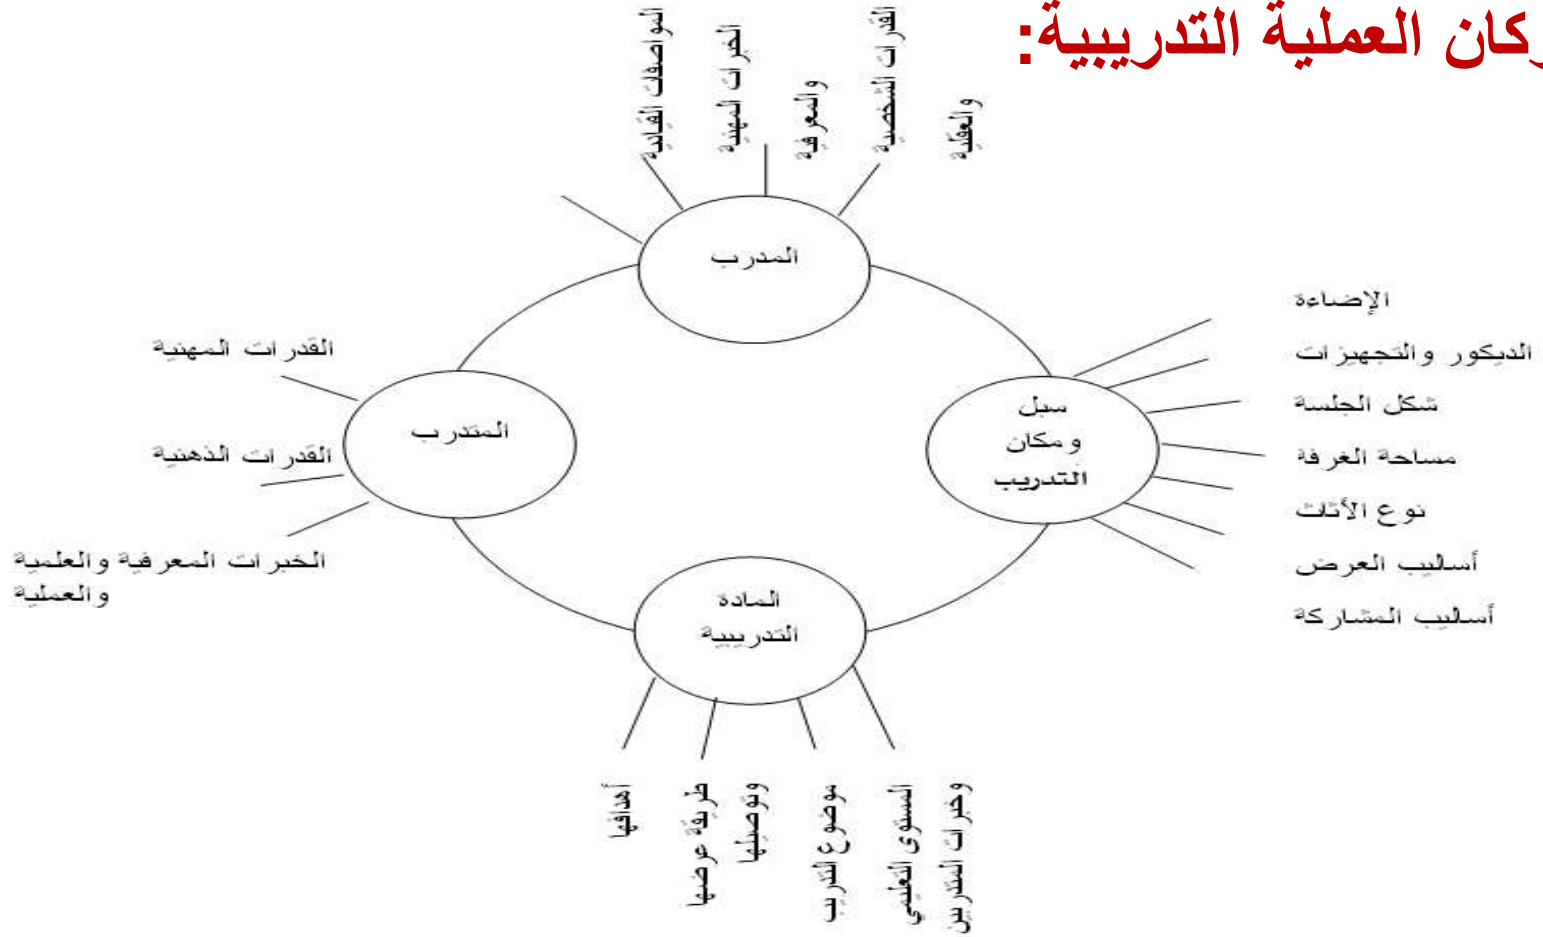 ركان العملية التدريبية:
المواصفات القيادية
الخبرات المهنية
والمعرفية
القدرات الشخصية
والعقلية
المدرب
الإضاءة
الديكور والتجهيزات
شكل الجلسة
مساحة الغرفة
نوع الأثاث
أساليب العرض
أساليب المشاركة
سبل
ومكان
التدريب
القدرات المهنية
المتدرب
القدرات الذهنية
الخبرات المعرفية والعلمية
والعملية
المادة
التدريبية
أهدافها
طريقة عرضها
وتوصيلها
موضوع التدريب
المستوى التعليمي
وخبرات المتدربين